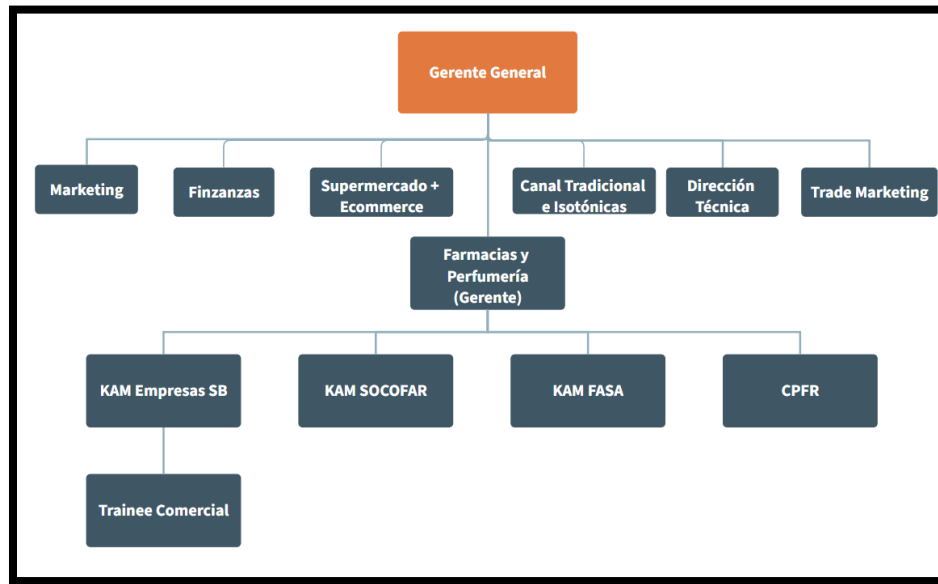 Gerente General
Marketing
Finzanzas
Supermercado +
Ecommerce
Canal Tradicional
e Isotónicas
Dirección
Técnica
Trade Marketing
Farmacias y
Perfumería
(Gerente)
KAM Empresas SB
KAM SOCOFAR
KAM FASA
CPFR
Trainee Comercial